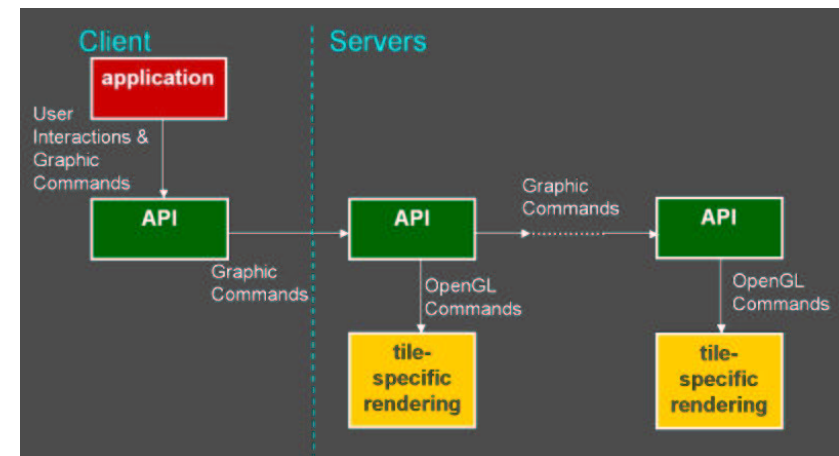 Client
Servers
application
User
Interactions &
Graphic
Commands
API
Graphic
Commands
API
OpenGL
Commands
tile-
specific
rendering
Graphic
Commands
API
OpenGL
Commands
tile-
specific
rendering